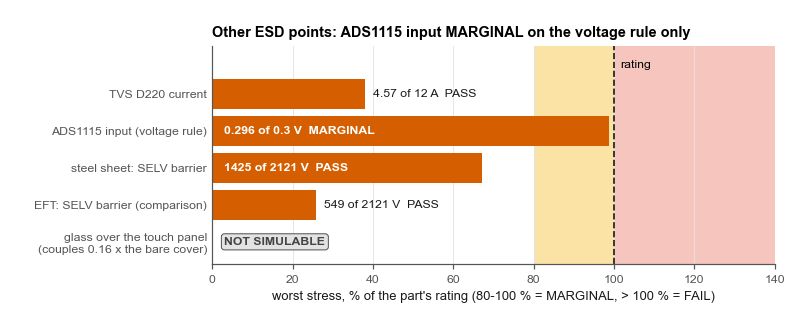 Other ESD points: ADS1115 input MARGINAL on the voltage rule only
rating
TVS D220 current
4.57 of 12 A  PASS
ADS1115 input (voltage rule)
0.296 of 0.3 V  MARGINAL
steel sheet: SELV barrier
1425 of 2121 V  PASS
EFT: SELV barrier (comparison)
549 of 2121 V  PASS
glass over the touch panel
(couples 0.16 x the bare cover)
NOT SIMULABLE
0 20 40 60 80 100 120 140
worst stress, % of the part's rating (80-100 % = MARGINAL, > 100 % = FAIL)